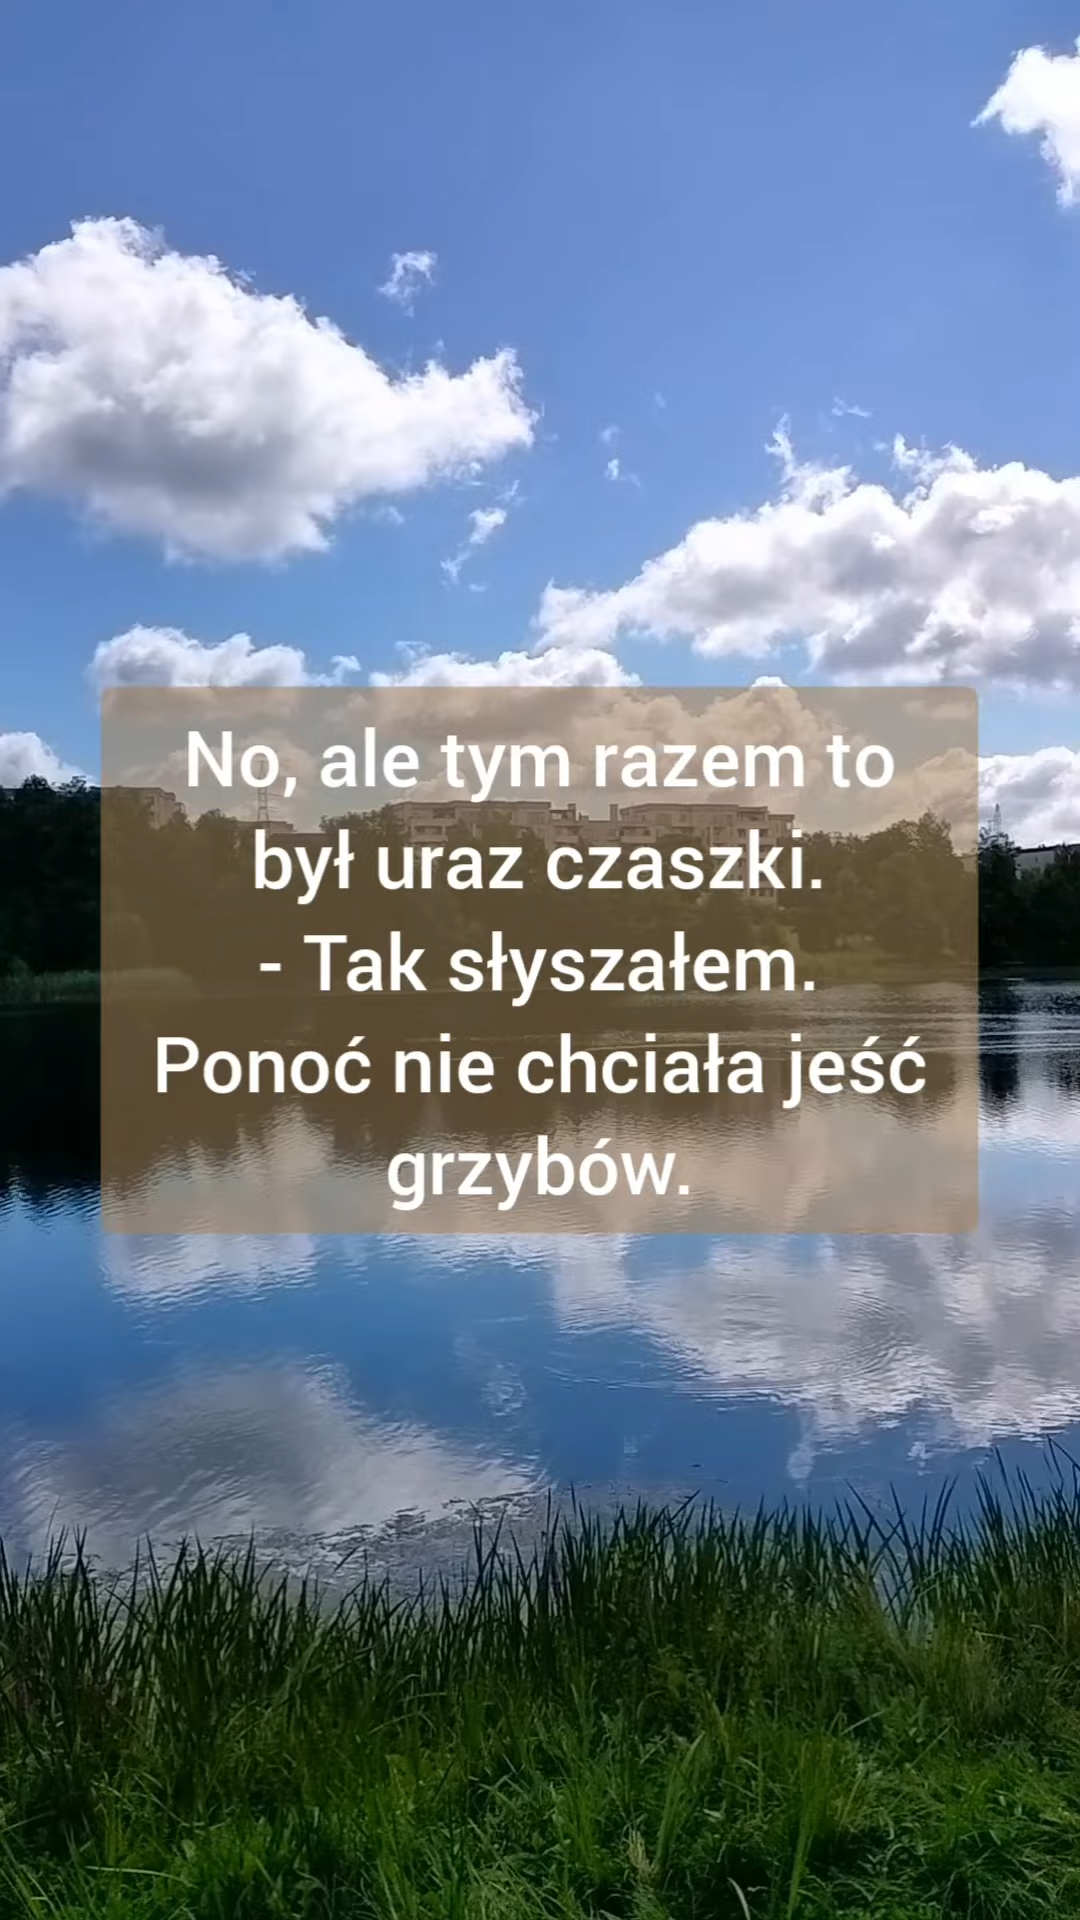 No, ale tym razem to
był uraz czaszki.
- Tak słyszałem.
Ponoć nie chciała jeść
grzybów.